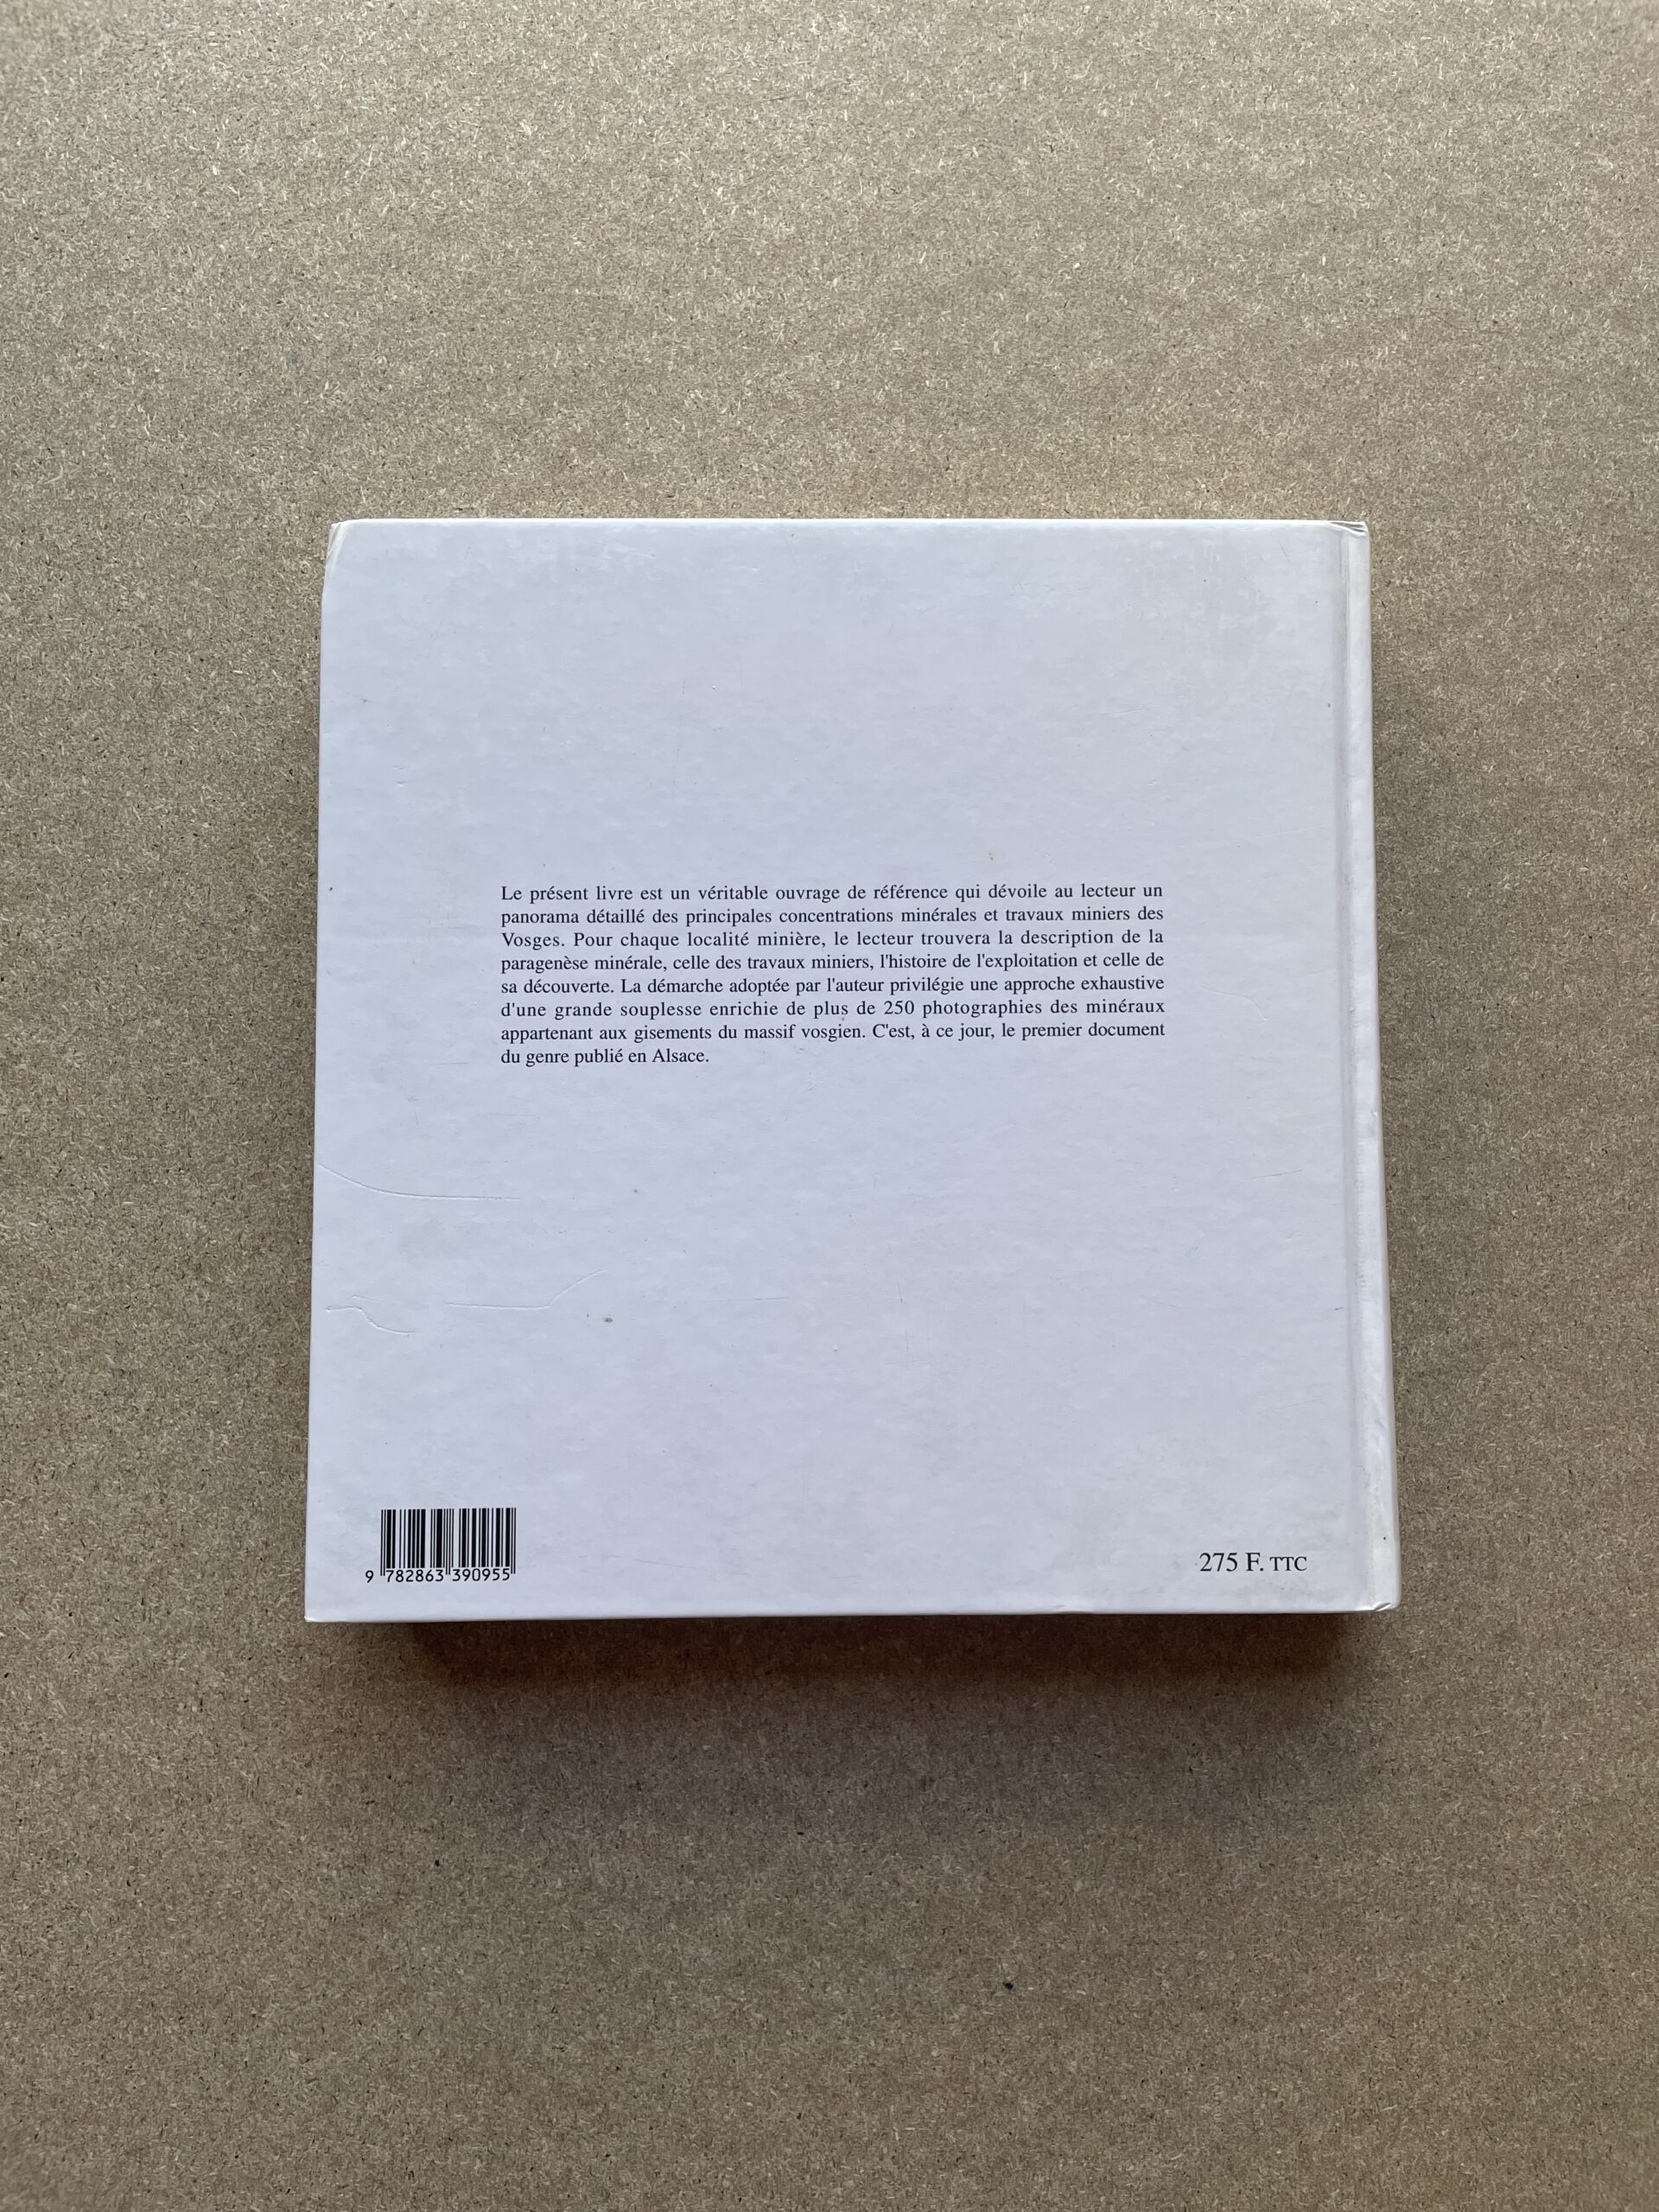 Le présent livre est un véritable ouvrage de référence qui dévoile au lecteur un
panorama détaillé des principales concentrations minérales et travaux miniers des
Vosges. Pour chaque localité minière, le lecteur trouvera la description de la
paragenèse minérale, celle des travaux miniers, l'histoire de l'exploitation et celle de
sa découverte. La démarche adoptée par l'auteur privilégie une approche exhaustive
d'une grande souplesse enrichie de plus de 250 photographies des minéraux
appartenant aux gisements du massif vosgien. C'est, à ce jour, le premier document
du genre publié en Alsace.
9 782863 390955
275 F. TTC